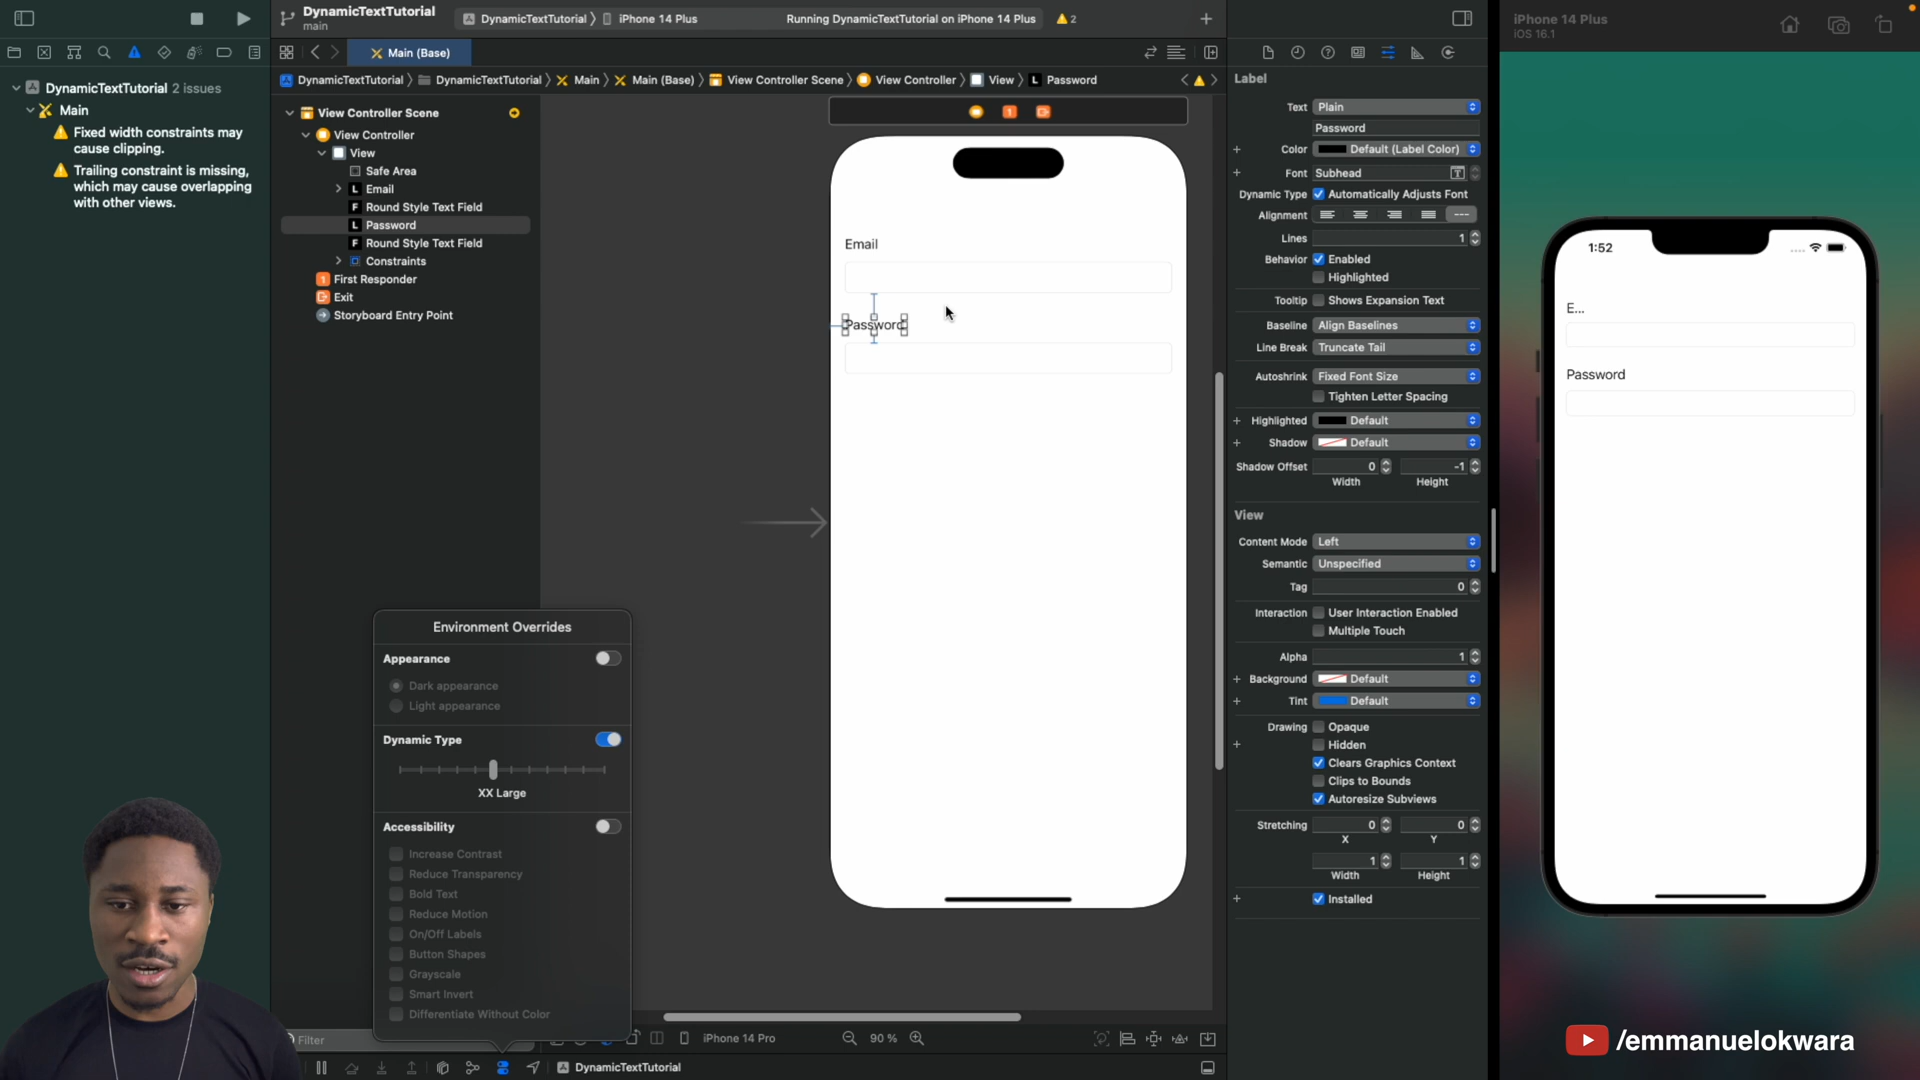 DynamicTextTutorial
main
DynamicTextTutorial
iPhone 14 Plus
Running DynamicTextTutorial on iPhone 14 Plus
2
Main (Base)
DynamicTextTutorial
DynamicTextTutorial
Main
Main (Base)
View Controller Scene
View Controller
View
L Password
DynamicTextTutorial 2 issues
Main
Fixed width constraints may
cause clipping.
Trailing constraint is missing,
which may cause overlapping
with other views.
View Controller Scene
View Controller
View
Safe Area
L Email
F Round Style Text Field
L Password
F Round Style Text Field
Constraints
1 First Responder
Exit
Storyboard Entry Point
Email
Password
Environment Overrides
Appearance
Dark appearance
Light appearance
Dynamic Type
XX Large
Accessibility
Increase Contrast
Reduce Transparency
Bold Text
Reduce Motion
On/Off Labels
Button Shapes
Grayscale
Smart Invert
Differentiate Without Color
Filter
iPhone 14 Pro
90 %
DynamicTextTutorial
Label
Text Plain
Password
Color Default (Label Color)
Font Subhead
Dynamic Type Automatically Adjusts Font
Alignment
Lines 1
Behavior Enabled
Highlighted
Tooltip Shows Expansion Text
Baseline Align Baselines
Line Break Truncate Tail
Autoshrink Fixed Font Size
Tighten Letter Spacing
Highlighted Default
Shadow Default
Shadow Offset 0 -1
Width Height
View
Content Mode Left
Semantic Unspecified
Tag 0
Interaction User Interaction Enabled
Multiple Touch
Alpha 1
Background Default
Tint Default
Drawing Opaque
Hidden
Clears Graphics Context
Clips to Bounds
Autoresize Subviews
Stretching 0 0
X Y
1 1
Width Height
Installed
iPhone 14 Plus
iOS 16.1
1:52
E...
Password
/emmanuelokwara